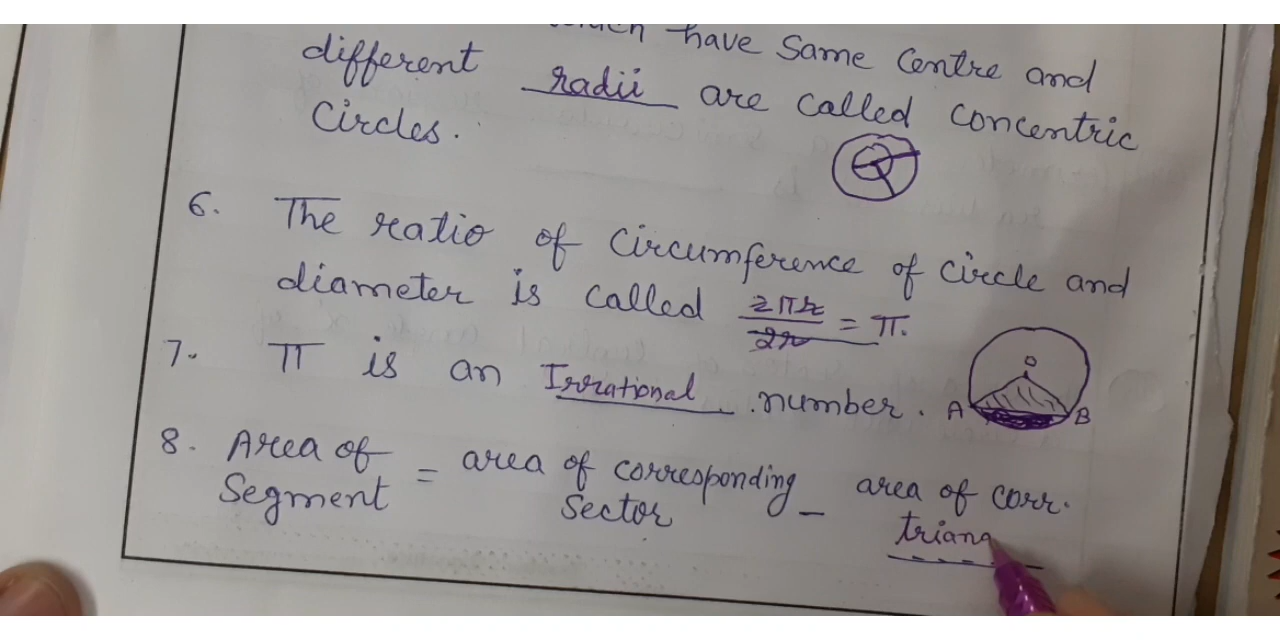 have Same Centre and
different radii are called concentric
Circles.
6. The ratio of circumference of circle and
diameter is called 2πr/2r = π.
7. π is an Irrational number.
O
A B
8. Area of Segment = area of corresponding Sector - area of corr. triang